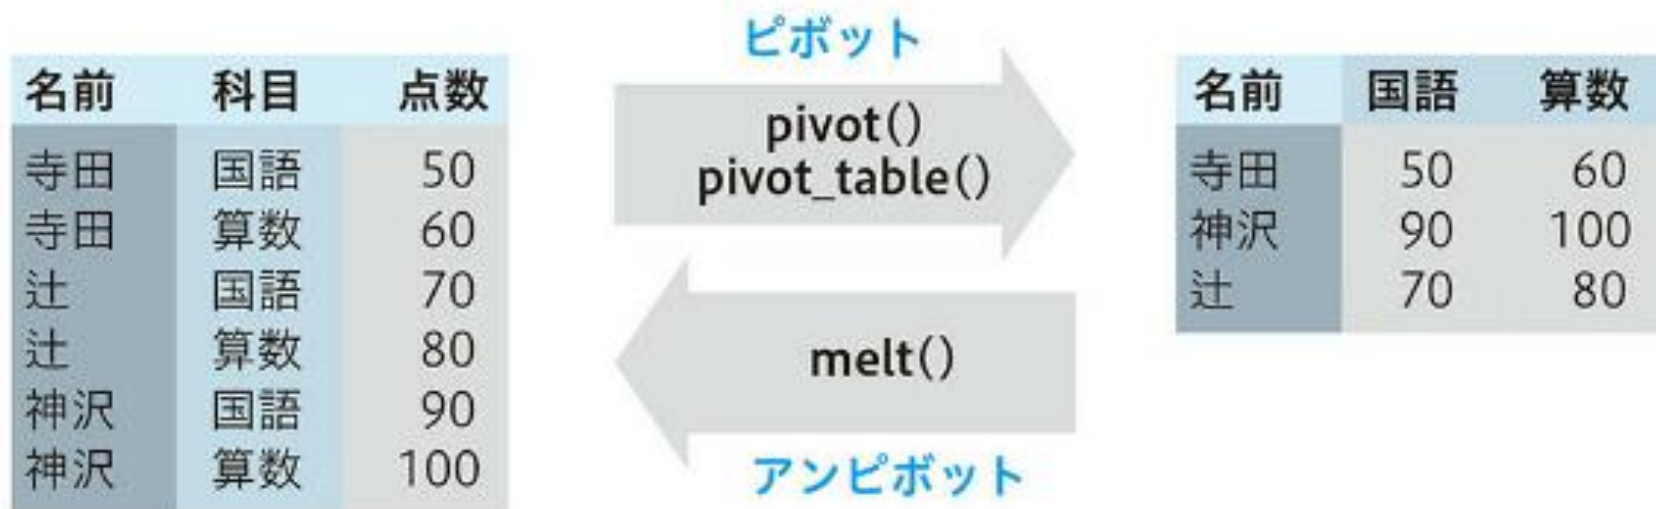 名前 科目 点数
寺田 国語 50
寺田 算数 60
辻 国語 70
辻 算数 80
神沢 国語 90
神沢 算数 100
ピボット
pivot()
pivot_table()
melt()
アンピボット
名前 国語 算数
寺田 50 60
神沢 90 100
辻 70 80